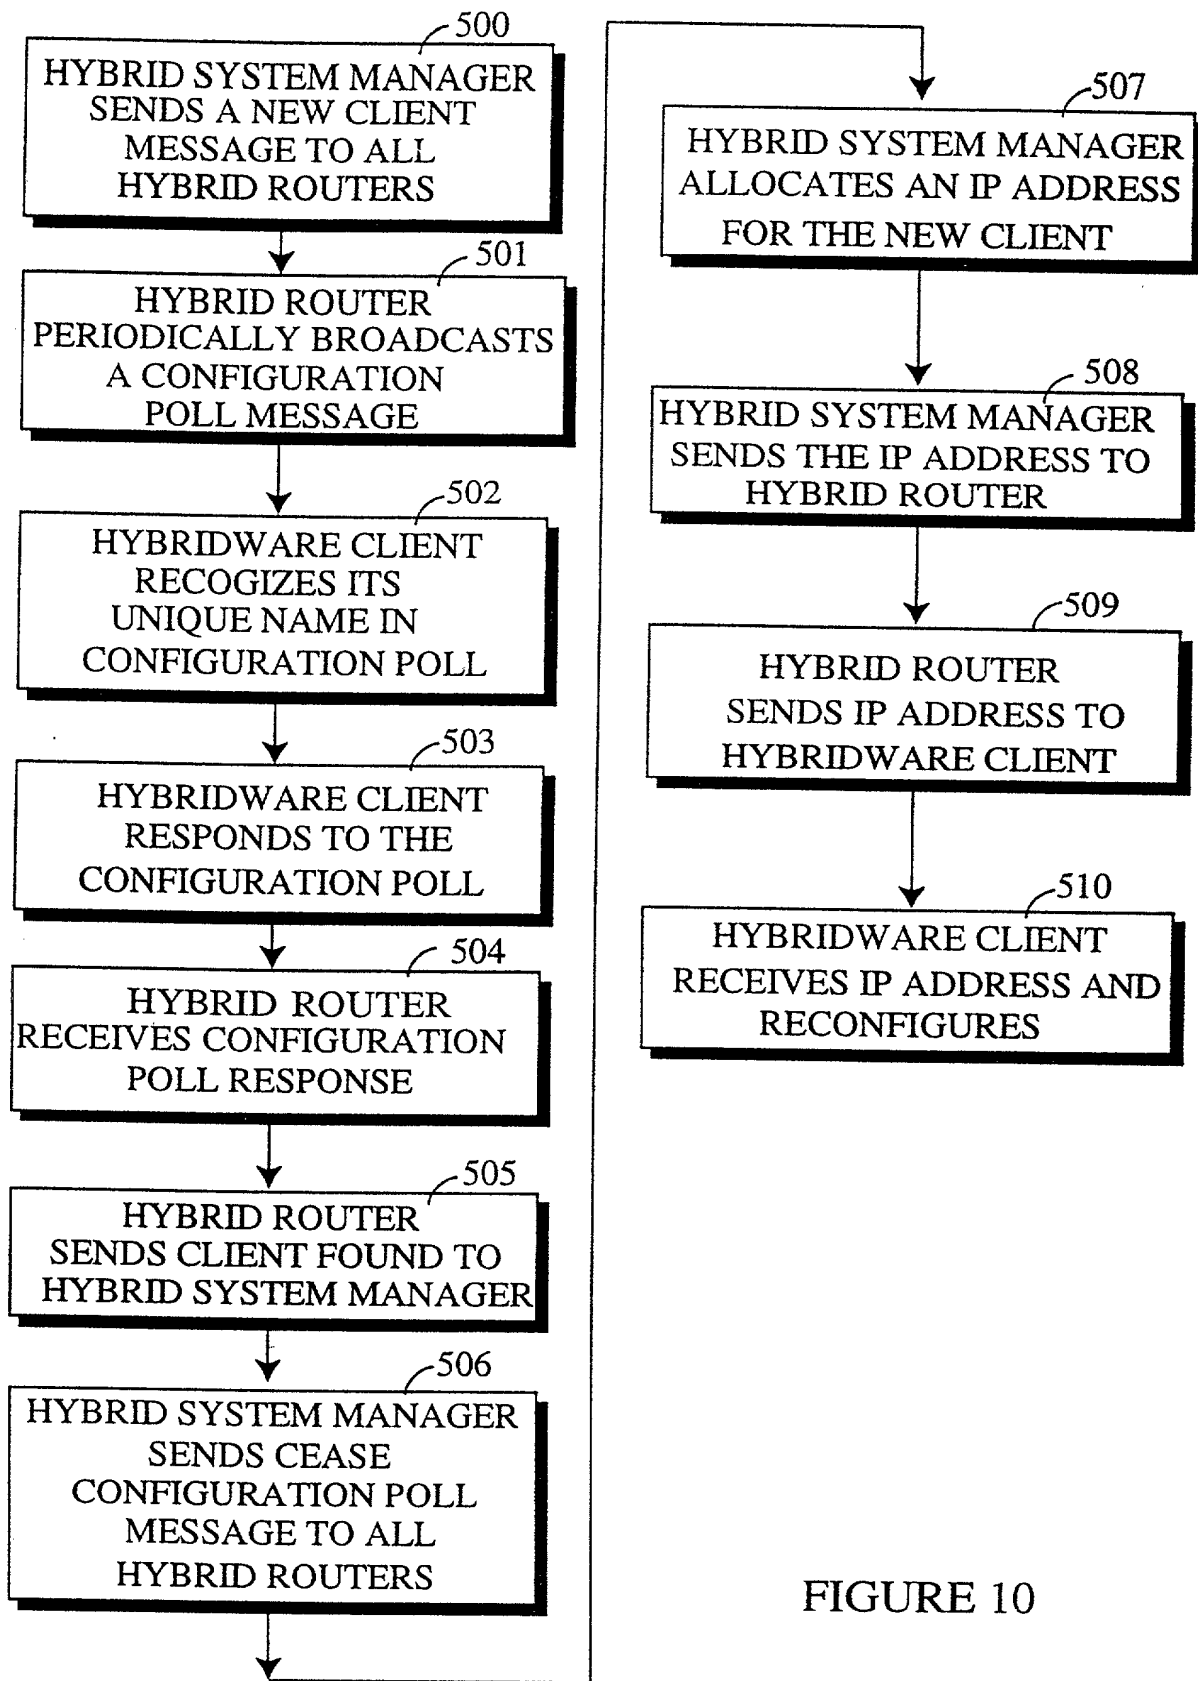 500
HYBRID SYSTEM MANAGER
SENDS A NEW CLIENT
MESSAGE TO ALL
HYBRID ROUTERS
501
HYBRID ROUTER
PERIODICALLY BROADCASTS
A CONFIGURATION
POLL MESSAGE
502
HYBRIDWARE CLIENT
RECOGIZES ITS
UNIQUE NAME IN
CONFIGURATION POLL
503
HYBRIDWARE CLIENT
RESPONDS TO THE
CONFIGURATION POLL
504
HYBRID ROUTER
RECEIVES CONFIGURATION
POLL RESPONSE
505
HYBRID ROUTER
SENDS CLIENT FOUND TO
HYBRID SYSTEM MANAGER
506
HYBRID SYSTEM MANAGER
SENDS CEASE
CONFIGURATION POLL
MESSAGE TO ALL
HYBRID ROUTERS
507
HYBRID SYSTEM MANAGER
ALLOCATES AN IP ADDRESS
FOR THE NEW CLIENT
508
HYBRID SYSTEM MANAGER
SENDS THE IP ADDRESS TO
HYBRID ROUTER
509
HYBRID ROUTER
SENDS IP ADDRESS TO
HYBRIDWARE CLIENT
510
HYBRIDWARE CLIENT
RECEIVES IP ADDRESS AND
RECONFIGURES
FIGURE 10